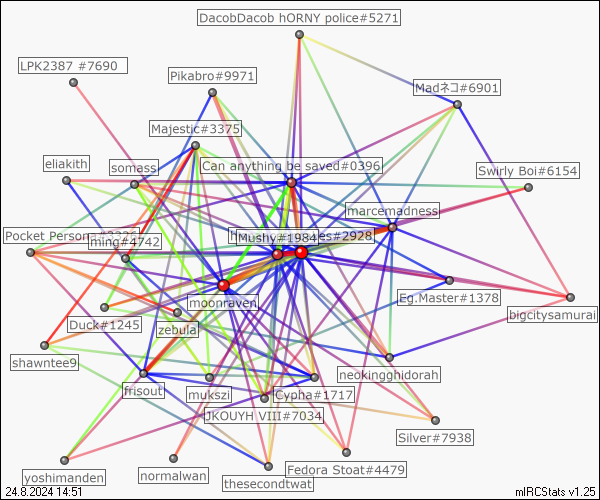 DacobDacob hORNY police#5271
LPK2387 #7690
Pikabro#9971
Madネコ#6901
Majestic#3375
eliakith
somass
Can anything be saved#0396
Swirly Boi#6154
marcemadness
Pocket Person
ming#4742
Mushy#1984
es#2928
Eg.Master#1378
moonraven
bigcitysamurai
Duck#1245
zebula
shawntee9
neokingghidorah
frisout
mukszi
Cypha#1717
JKOUYH VIII#7034
Silver#7938
yoshimanden
normalwan
thesecondtwat
Fedora Stoat#4479
24.8.2024 14:51
mIRCStats v1.25